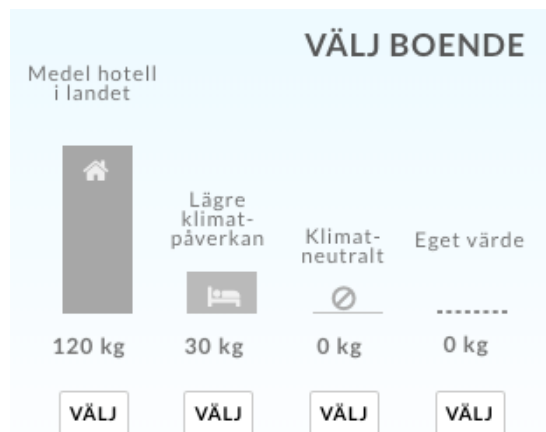 VÄLJ BOENDE
Medel hotell
i landet
Lägre
klimat-
påverkan
Klimat-
neutralt
Eget värde
120 kg
30 kg
0 kg
0 kg
VÄLJ
VÄLJ
VÄLJ
VÄLJ